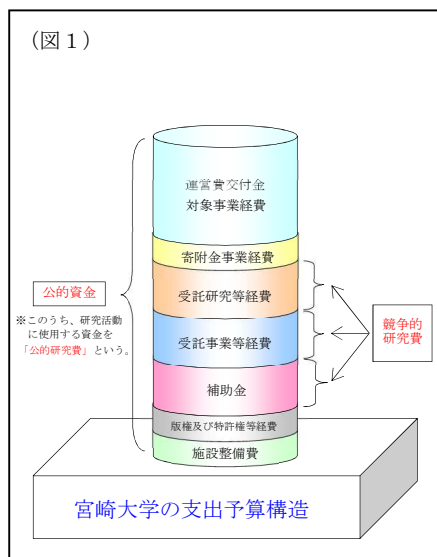 （図１）
運営費交付金
対象事業経費
寄附金事業経費
公的資金
受託研究等経費
※このうち、研究活動
に使用する資金を
「公的研究費」という。
競争的
研究費
受託事業等経費
補助金
版権及び特許権等経費
施設整備費
宮崎大学の支出予算構造